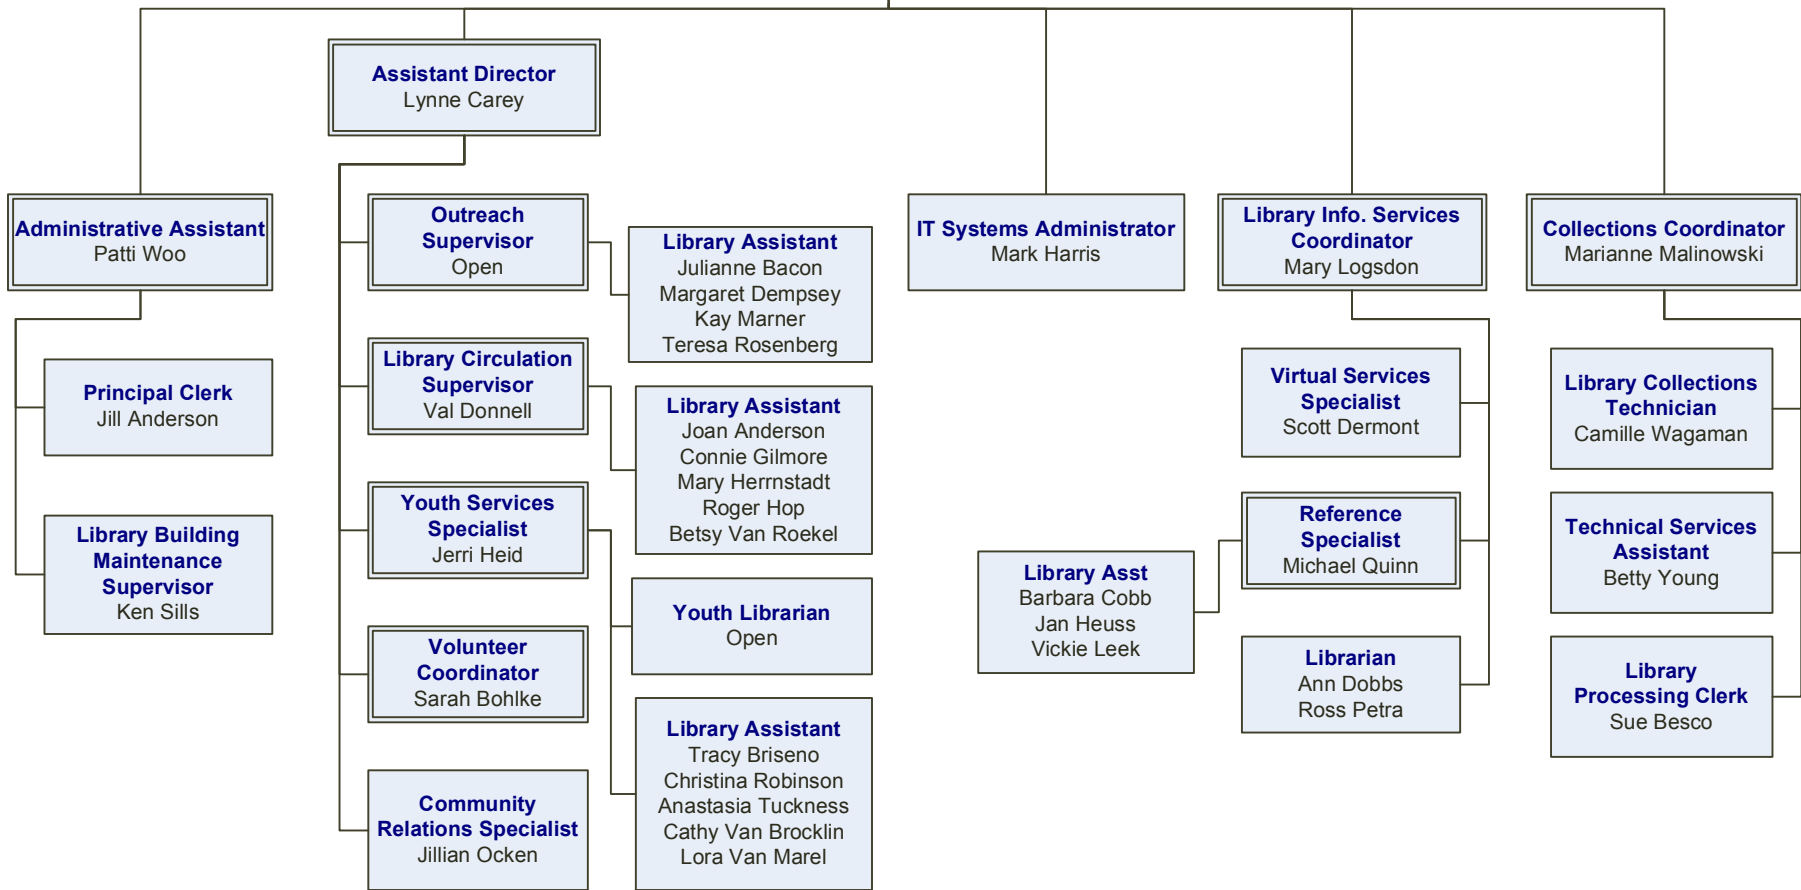 Assistant Director
Lynne Carey
Administrative Assistant
Patti Woo
Principal Clerk
Jill Anderson
Library Building
Maintenance
Supervisor
Ken Sills
Outreach
Supervisor
Open
Library Assistant
Julianne Bacon
Margaret Dempsey
Kay Marner
Teresa Rosenberg
Library Circulation
Supervisor
Val Donnell
Library Assistant
Joan Anderson
Connie Gilmore
Mary Herrnstadt
Roger Hop
Betsy Van Roekel
Youth Services
Specialist
Jerri Heid
Youth Librarian
Open
Library Assistant
Tracy Briseno
Christina Robinson
Anastasia Tuckness
Cathy Van Brocklin
Lora Van Marel
Volunteer
Coordinator
Sarah Bohlke
Community
Relations Specialist
Jillian Ocken
IT Systems Administrator
Mark Harris
Library Info. Services
Coordinator
Mary Logsdon
Virtual Services
Specialist
Scott Dermont
Reference
Specialist
Michael Quinn
Library Asst
Barbara Cobb
Jan Heuss
Vickie Leek
Librarian
Ann Dobbs
Ross Petra
Collections Coordinator
Marianne Malinowski
Library Collections
Technician
Camille Wagaman
Technical Services
Assistant
Betty Young
Library
Processing Clerk
Sue Besco